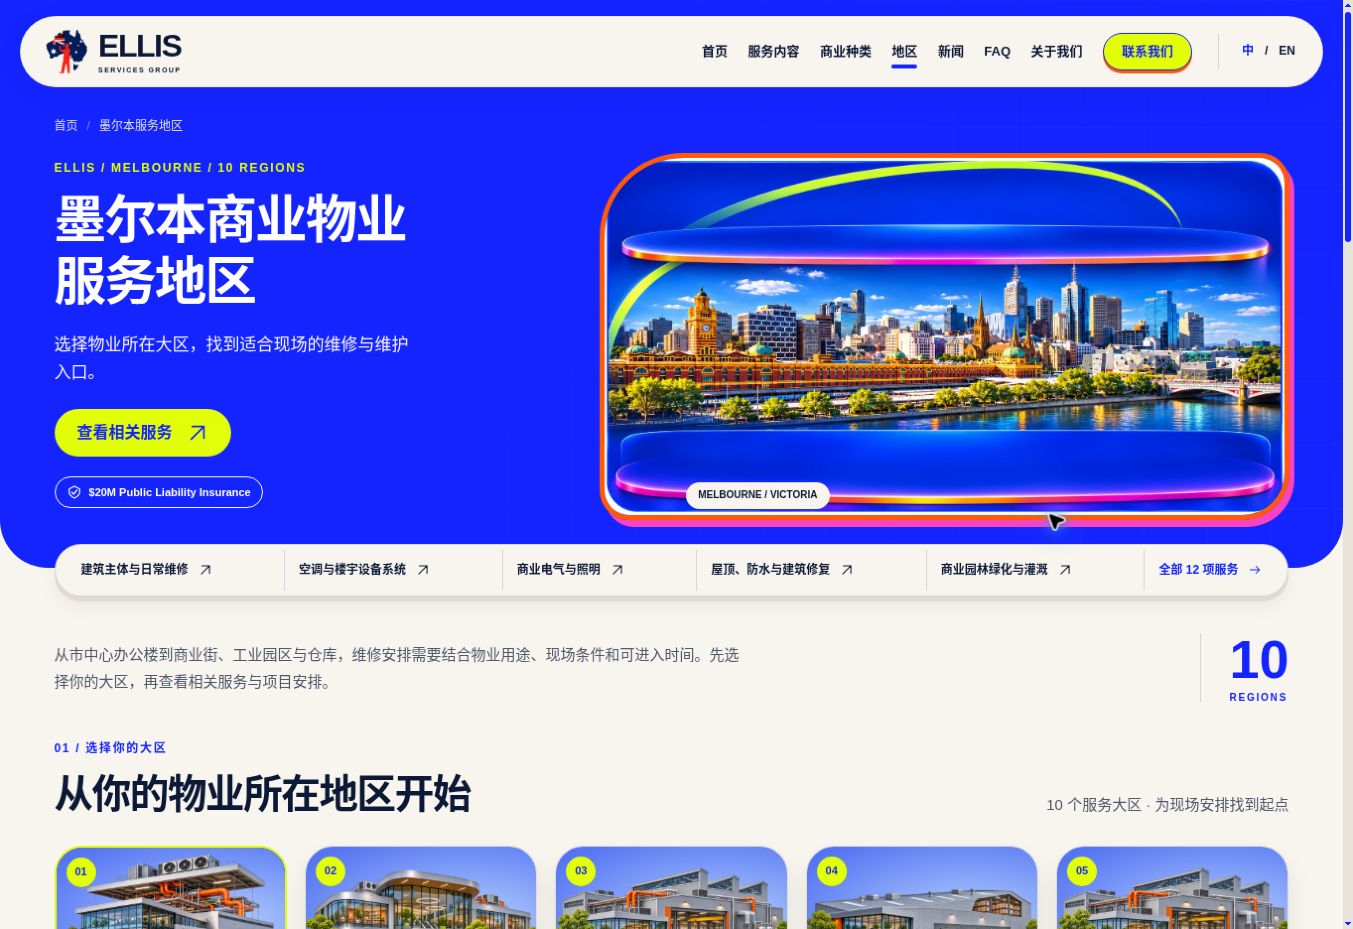 ELLIS
SERVICES GROUP
首页 服务内容 商业种类 地区 新闻 FAQ 关于我们 联系我们 中 / EN
首页 / 墨尔本服务地区
ELLIS / MELBOURNE / 10 REGIONS
墨尔本商业物业
服务地区
选择物业所在大区，找到适合现场的维修与维护
入口。
查看相关服务
$20M Public Liability Insurance
MELBOURNE / VICTORIA
建筑主体与日常维修 空调与楼宇设备系统 商业电气与照明 屋顶、防水与建筑修复 商业园林绿化与灌溉 全部 12 项服务
从市中心办公楼到商业街、工业园区与仓库，维修安排需要结合物业用途、现场条件和可进入时间。先选
择你的大区，再查看相关服务与项目安排。
10
REGIONS
01 / 选择你的大区
从你的物业所在地区开始
10 个服务大区 · 为现场安排找到起点
01 02 03 04 05